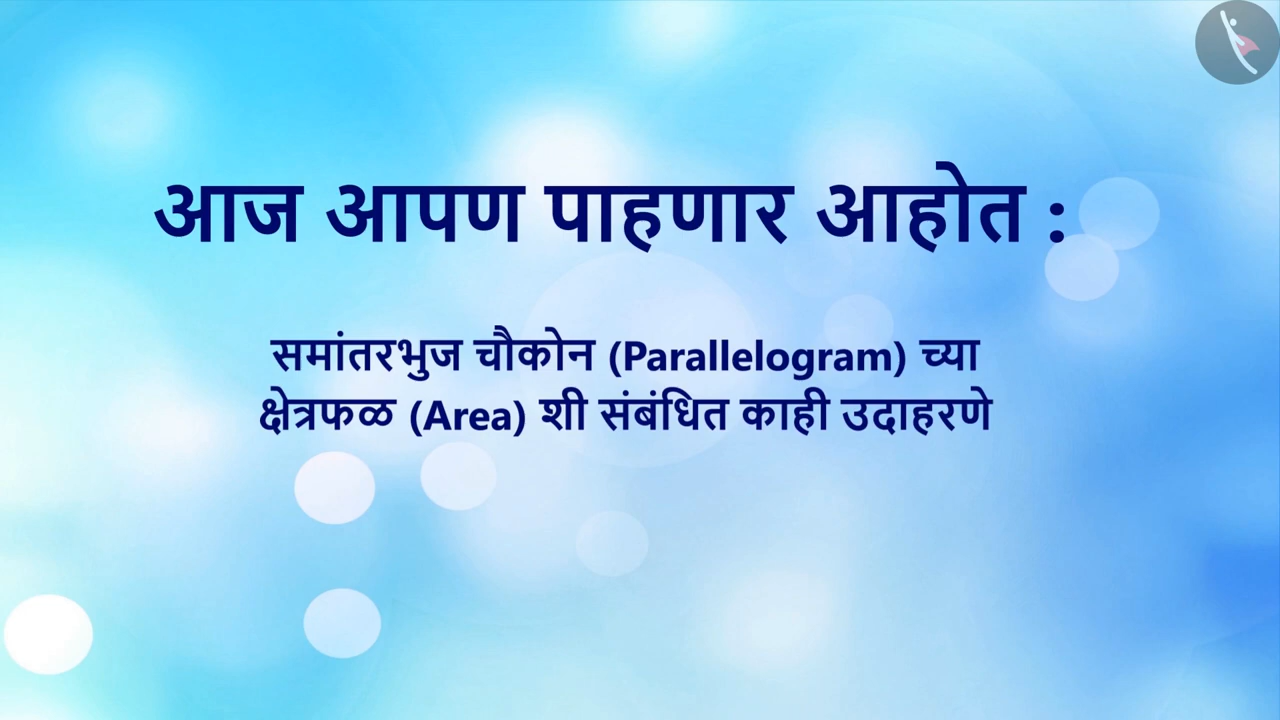 आज आपण पाहणार आहोत :
समांतरभुज चौकोन (Parallelogram) च्या
क्षेत्रफळ (Area) शी संबंधित काही उदाहरणे